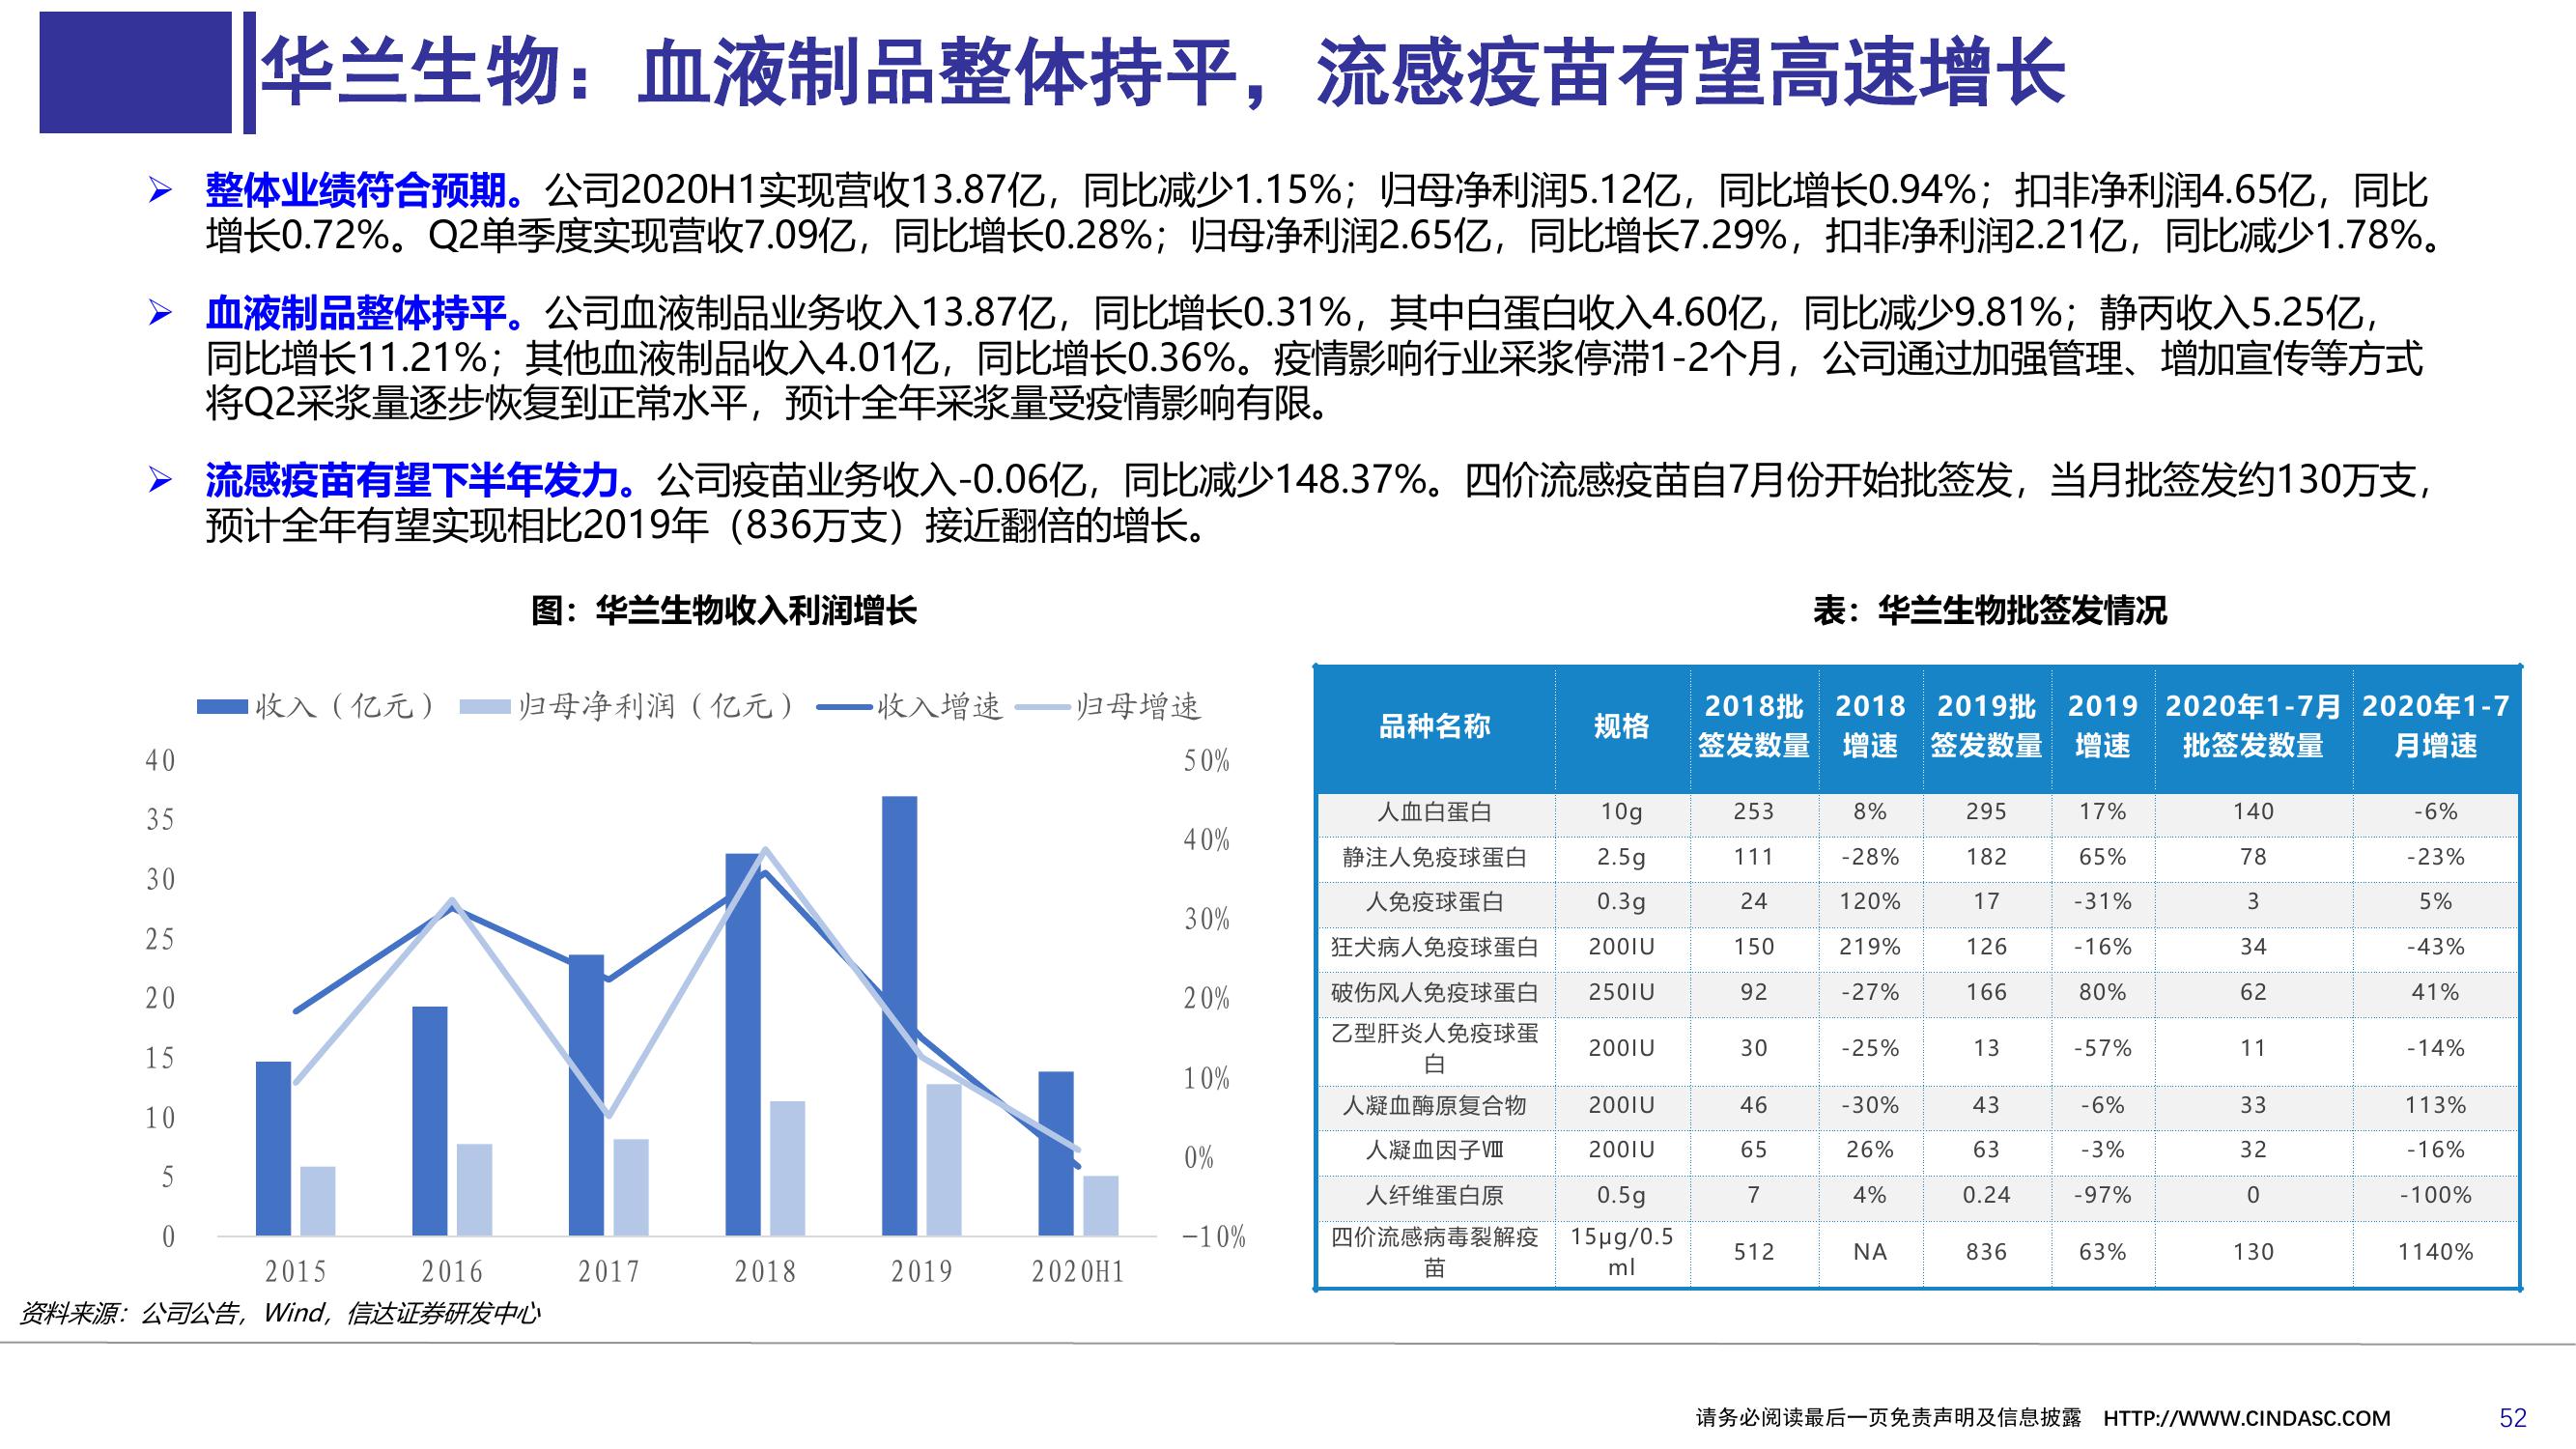 华兰生物：血液制品整体持平，流感疫苗有望高速增长
整体业绩符合预期。公司2020H1实现营收13.87亿，同比减少1.15%；归母净利润5.12亿，同比增长0.94%；扣非净利润4.65亿，同比
增长0.72%。Q2单季度实现营收7.09亿，同比增长0.28%；归母净利润2.65亿，同比增长7.29%，扣非净利润2.21亿，同比减少1.78%。
血液制品整体持平。公司血液制品业务收入13.87亿，同比增长0.31%，其中白蛋白收入4.60亿，同比减少9.81%；静丙收入5.25亿，
同比增长11.21%；其他血液制品收入4.01亿，同比增长0.36%。疫情影响行业采浆停滞1-2个月，公司通过加强管理、增加宣传等方式
将Q2采浆量逐步恢复到正常水平，预计全年采浆量受疫情影响有限。
流感疫苗有望下半年发力。公司疫苗业务收入-0.06亿，同比减少148.37%。四价流感疫苗自7月份开始批签发，当月批签发约130万支，
预计全年有望实现相比2019年（836万支）接近翻倍的增长。
图：华兰生物收入利润增长
收入（亿元） 归母净利润（亿元） 收入增速 归母增速
40 50%
35
40%
30
30%
25
20 20%
15
10%
10
0%
5
0 -10%
2015 2016 2017 2018 2019 2020H1
表：华兰生物批签发情况
品种名称 规格 2018批签发数量 2018增速 2019批签发数量 2019增速 2020年1-7月批签发数量 2020年1-7月增速
人血白蛋白 10g 253 8% 295 17% 140 -6%
静注人免疫球蛋白 2.5g 111 -28% 182 65% 78 -23%
人免疫球蛋白 0.3g 24 120% 17 -31% 3 5%
狂犬病人免疫球蛋白 200IU 150 219% 126 -16% 34 -43%
破伤风人免疫球蛋白 250IU 92 -27% 166 80% 62 41%
乙型肝炎人免疫球蛋白 200IU 30 -25% 13 -57% 11 -14%
人凝血酶原复合物 200IU 46 -30% 43 -6% 33 113%
人凝血因子Ⅷ 200IU 65 26% 63 -3% 32 -16%
人纤维蛋白原 0.5g 7 4% 0.24 -97% 0 -100%
四价流感病毒裂解疫苗 15μg/0.5ml 512 NA 836 63% 130 1140%
资料来源：公司公告，Wind，信达证券研发中心
请务必阅读最后一页免责声明及信息披露 HTTP://WWW.CINDASC.COM 52